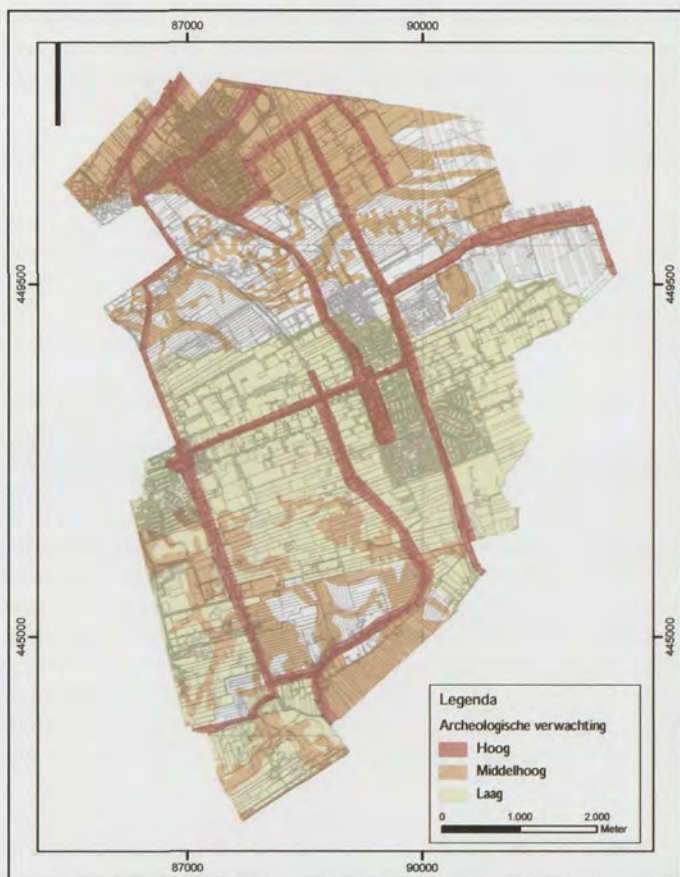 87000 90000
449500 449500
445000 445000
Legenda
Archeologische verwachting
Hoog
Middelhoog
Laag
0 1.000 2.000
Meter
87000 90000